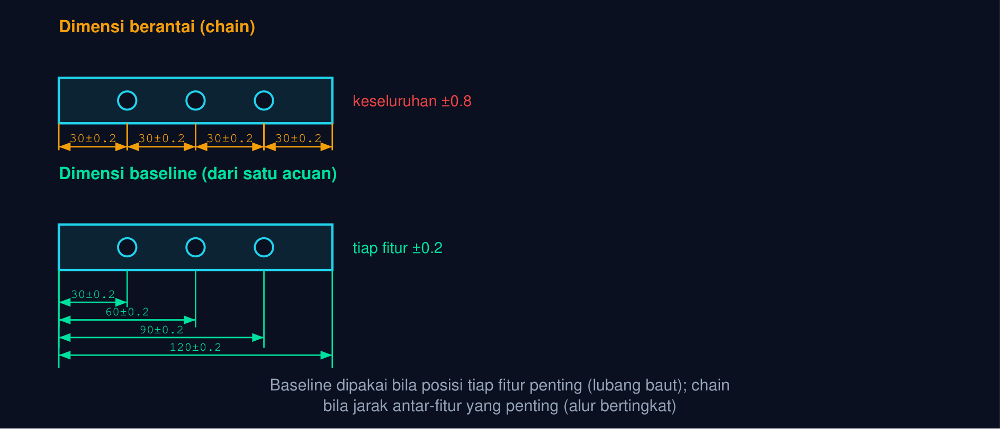 Dimensi berantai (chain)
keseluruhan ±0.8
30±0.2 30±0.2 30±0.2 30±0.2
Dimensi baseline (dari satu acuan)
tiap fitur ±0.2
30±0.2
60±0.2
90±0.2
120±0.2
Baseline dipakai bila posisi tiap fitur penting (lubang baut); chain
bila jarak antar-fitur yang penting (alur bertingkat)